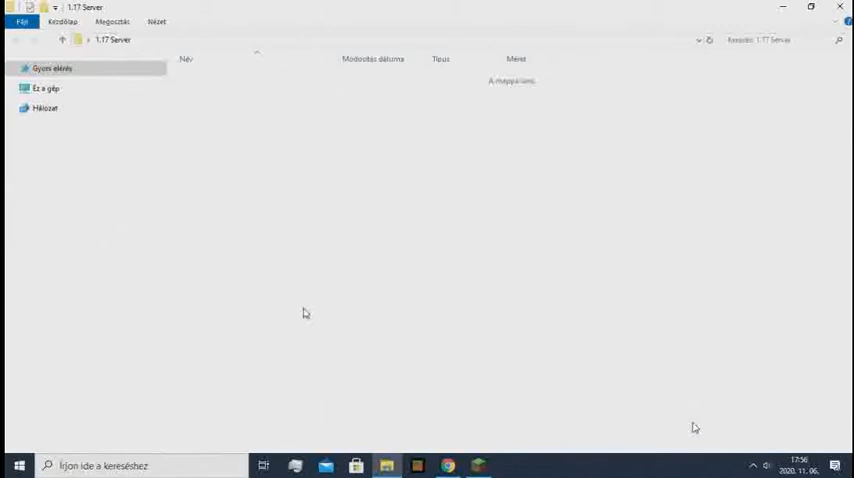 1.17 Server
Fájl Kezdőlap Megosztás Nézet
1.17 Server
Keresés: 1.17 Server
Név Módosítás dátuma Típus Méret
Gyors elérés
A mappa üres.
Ez a gép
Hálózat
Írjon ide a kereséshez
17:56
2020. 11. 06.